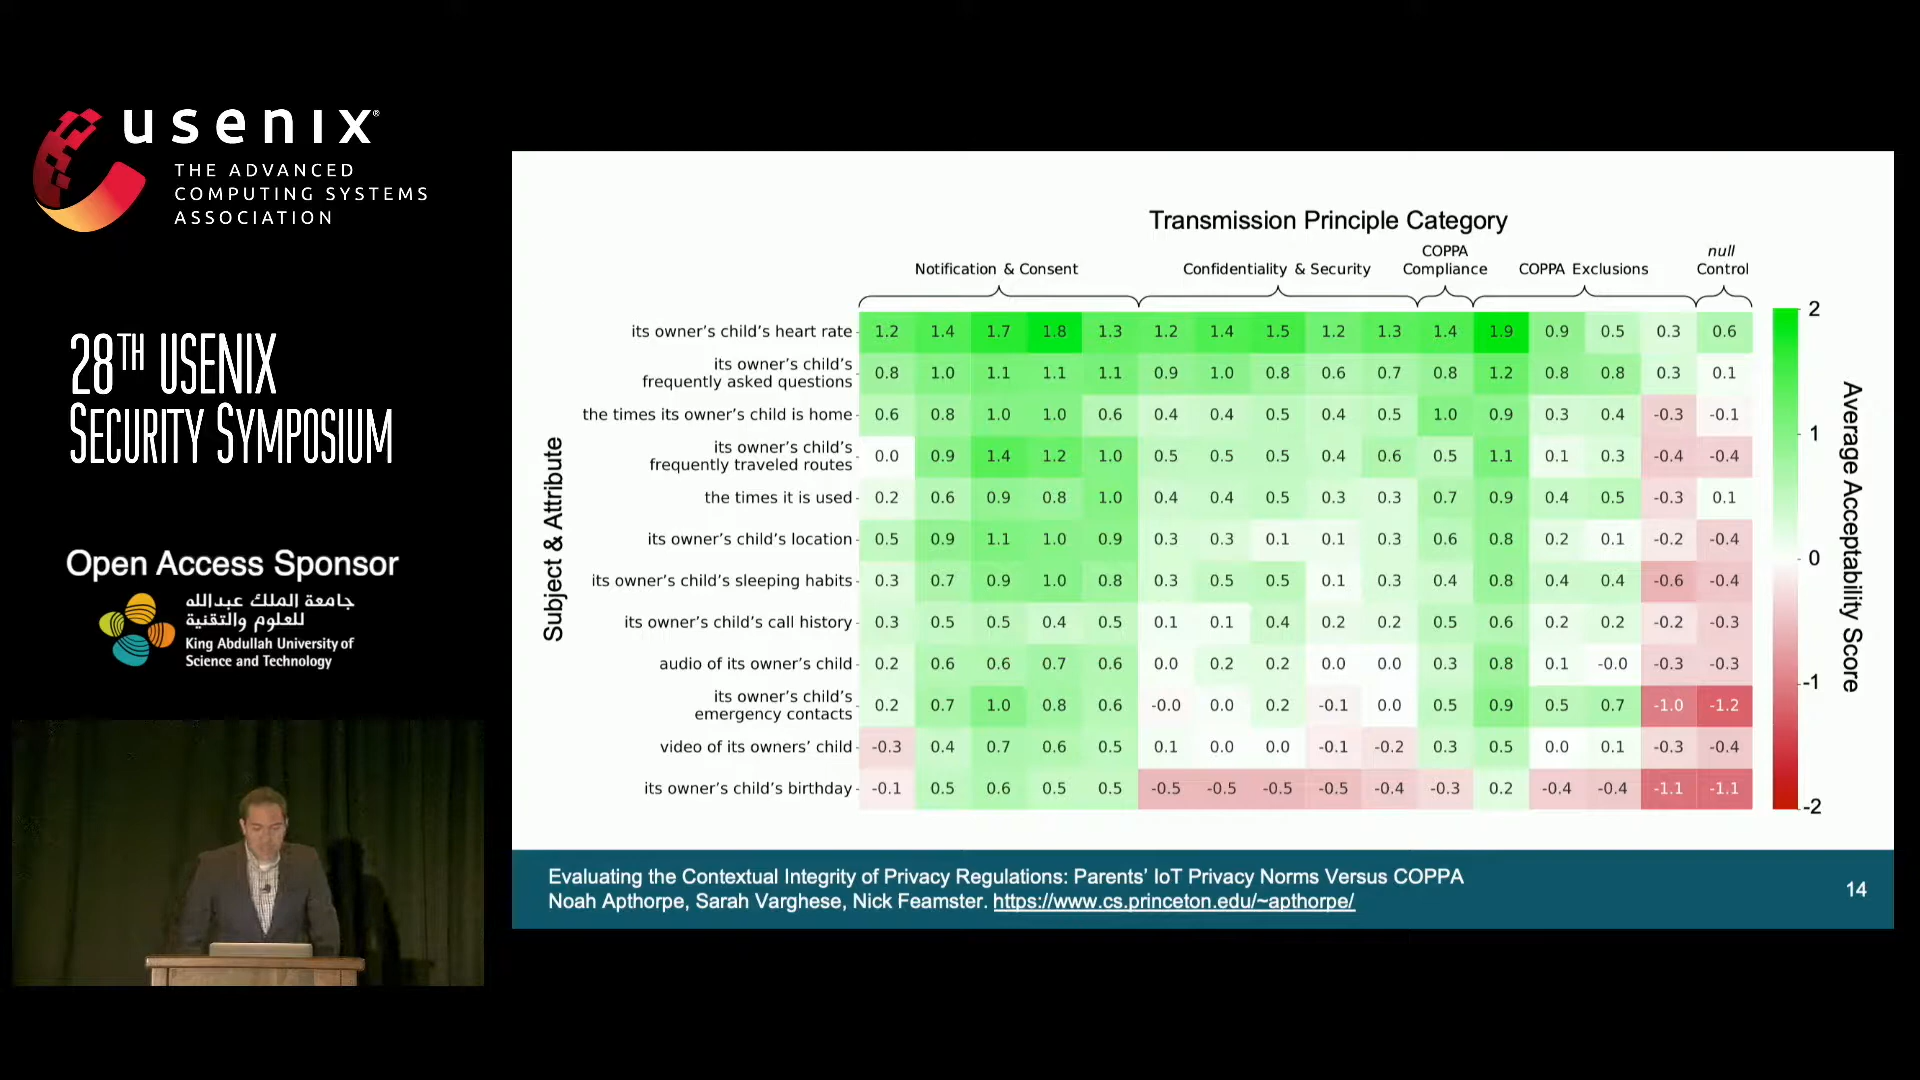 usenix®
THE ADVANCED
COMPUTING SYSTEMS
ASSOCIATION
28TH USENIX
SECURITY SYMPOSIUM
Open Access Sponsor
جامعة الملك عبدالله
للعلوم والتقنية
King Abdullah University of
Science and Technology
Transmission Principle Category
Notification & Consent
Confidentiality & Security
COPPA
Compliance
COPPA Exclusions
null
Control
Subject & Attribute
its owner's child's heart rate 1.2 1.4 1.7 1.8 1.3 1.2 1.4 1.5 1.2 1.3 1.4 1.9 0.9 0.5 0.3 0.6
its owner's child's
frequently asked questions 0.8 1.0 1.1 1.1 1.1 0.9 1.0 0.8 0.6 0.7 0.8 1.2 0.8 0.8 0.3 0.1
the times its owner's child is home 0.6 0.8 1.0 1.0 0.6 0.4 0.4 0.5 0.4 0.5 1.0 0.9 0.3 0.4 -0.3 -0.1
its owner's child's
frequently traveled routes 0.0 0.9 1.4 1.2 1.0 0.5 0.5 0.5 0.4 0.6 0.5 1.1 0.1 0.3 -0.4 -0.4
the times it is used 0.2 0.6 0.9 0.8 1.0 0.4 0.4 0.5 0.3 0.3 0.7 0.9 0.4 0.5 -0.3 0.1
its owner's child's location 0.5 0.9 1.1 1.0 0.9 0.3 0.3 0.1 0.1 0.3 0.6 0.8 0.2 0.1 -0.2 -0.4
its owner's child's sleeping habits 0.3 0.7 0.9 1.0 0.8 0.3 0.5 0.5 0.1 0.3 0.4 0.8 0.4 0.4 -0.6 -0.4
its owner's child's call history 0.3 0.5 0.5 0.4 0.5 0.1 0.1 0.4 0.2 0.2 0.5 0.6 0.2 0.2 -0.2 -0.3
audio of its owner's child 0.2 0.6 0.6 0.7 0.6 0.0 0.2 0.2 0.0 0.0 0.3 0.8 0.1 -0.0 -0.3 -0.3
its owner's child's
emergency contacts 0.2 0.7 1.0 0.8 0.6 -0.0 0.0 0.2 -0.1 0.0 0.5 0.9 0.5 0.7 -1.0 -1.2
video of its owners' child -0.3 0.4 0.7 0.6 0.5 0.1 0.0 0.0 -0.1 -0.2 0.3 0.5 0.0 0.1 -0.3 -0.4
its owner's child's birthday -0.1 0.5 0.6 0.5 0.5 -0.5 -0.5 -0.5 -0.5 -0.4 -0.3 0.2 -0.4 -0.4 -1.1 -1.1
2
1
0
-1
-2
Average Acceptability Score
Evaluating the Contextual Integrity of Privacy Regulations: Parents' IoT Privacy Norms Versus COPPA
Noah Apthorpe, Sarah Varghese, Nick Feamster. https://www.cs.princeton.edu/~apthorpe/
14